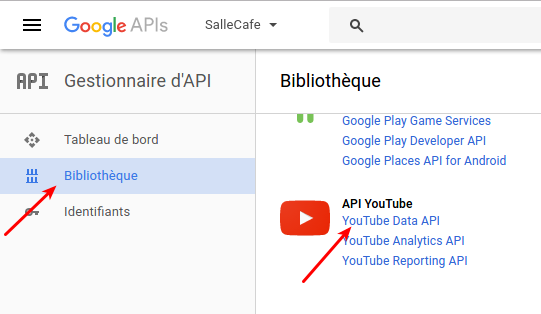 Google APIs SalleCafe
API Gestionnaire d'API
Bibliothèque
Tableau de bord
Bibliothèque
Identifiants
Google Play Game Services
Google Play Developer API
Google Places API for Android
API YouTube
YouTube Data API
YouTube Analytics API
YouTube Reporting API